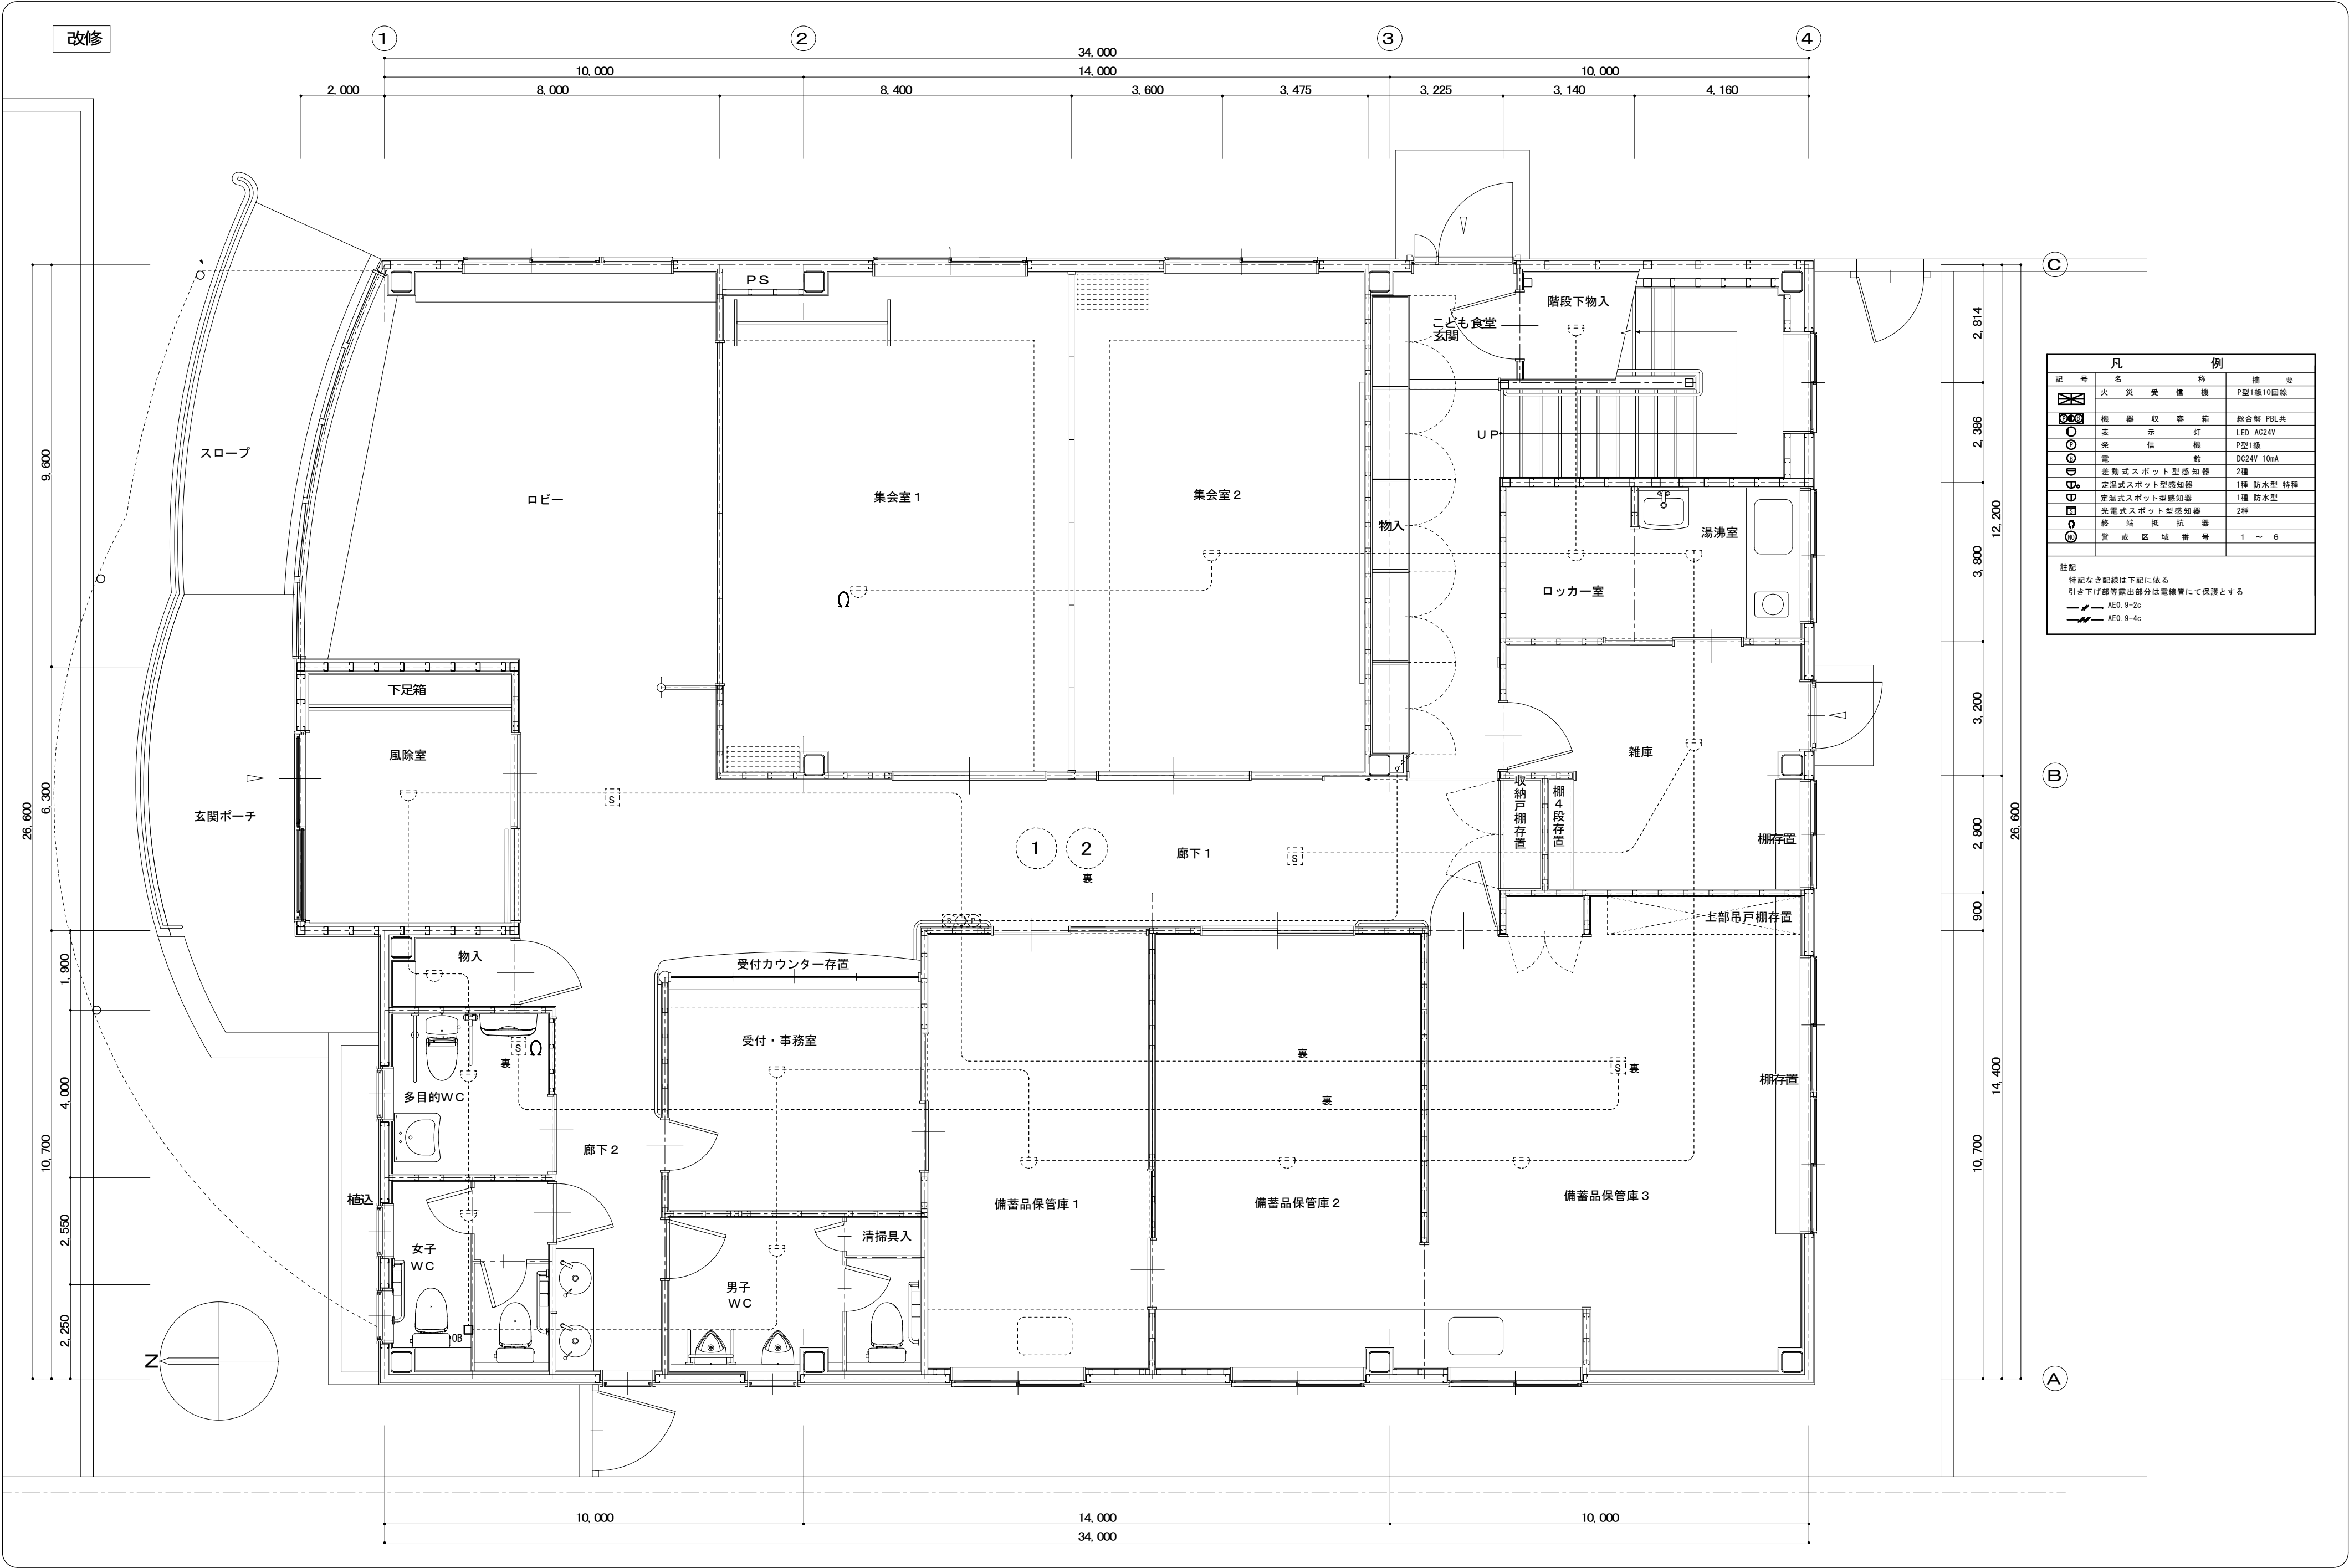 改修
① ② ③ ④
34,000
10,000 14,000 10,000
2,000 8,000 8,400 3,600 3,475 3,225 3,140 4,160
Ⓒ
Ⓑ
Ⓐ
26,600
9,600
6,300
10,700
1,900
4,000
2,550
2,250
2,814
2,386
3,800
3,200
2,800
900
10,700
12,200
14,400
26,600
PS
階段下物入
こども食堂
玄関
UP
スロープ
ロビー
集会室1
集会室2
物入
湯沸室
ロッカー室
下足箱
風除室
玄関ポーチ
雑庫
収納戸棚存置
棚4段存置
棚存置
1 2
裏
廊下1
S
S
B P
上部吊戸棚存置
物入
受付カウンター存置
受付・事務室
S Ω
裏
Ω
裏
S 裏
裏
多目的WC
棚存置
廊下2
植込
備蓄品保管庫1
備蓄品保管庫2
備蓄品保管庫3
女子
WC
清掃具入
男子
WC
OB
N
10,000 14,000 10,000
34,000
凡 例
記 号 名 称 摘 要
火 災 受 信 機 P型1級10回線
機 器 収 容 箱 総合盤 PBL共
表 示 灯 LED AC24V
Ⓟ 発 信 機 P型1級
Ⓑ 電 鈴 DC24V 10mA
差動式スポット型感知器 2種
定温式スポット型感知器 1種 防水型 特種
定温式スポット型感知器 1種 防水型
S 光電式スポット型感知器 2種
Ω 終 端 抵 抗 器
NO 警 戒 区 域 番 号 1 ～ 6
註記
特記なき配線は下記に依る
引き下げ部等露出部分は電線管にて保護とする
AE0.9-2c
AE0.9-4c